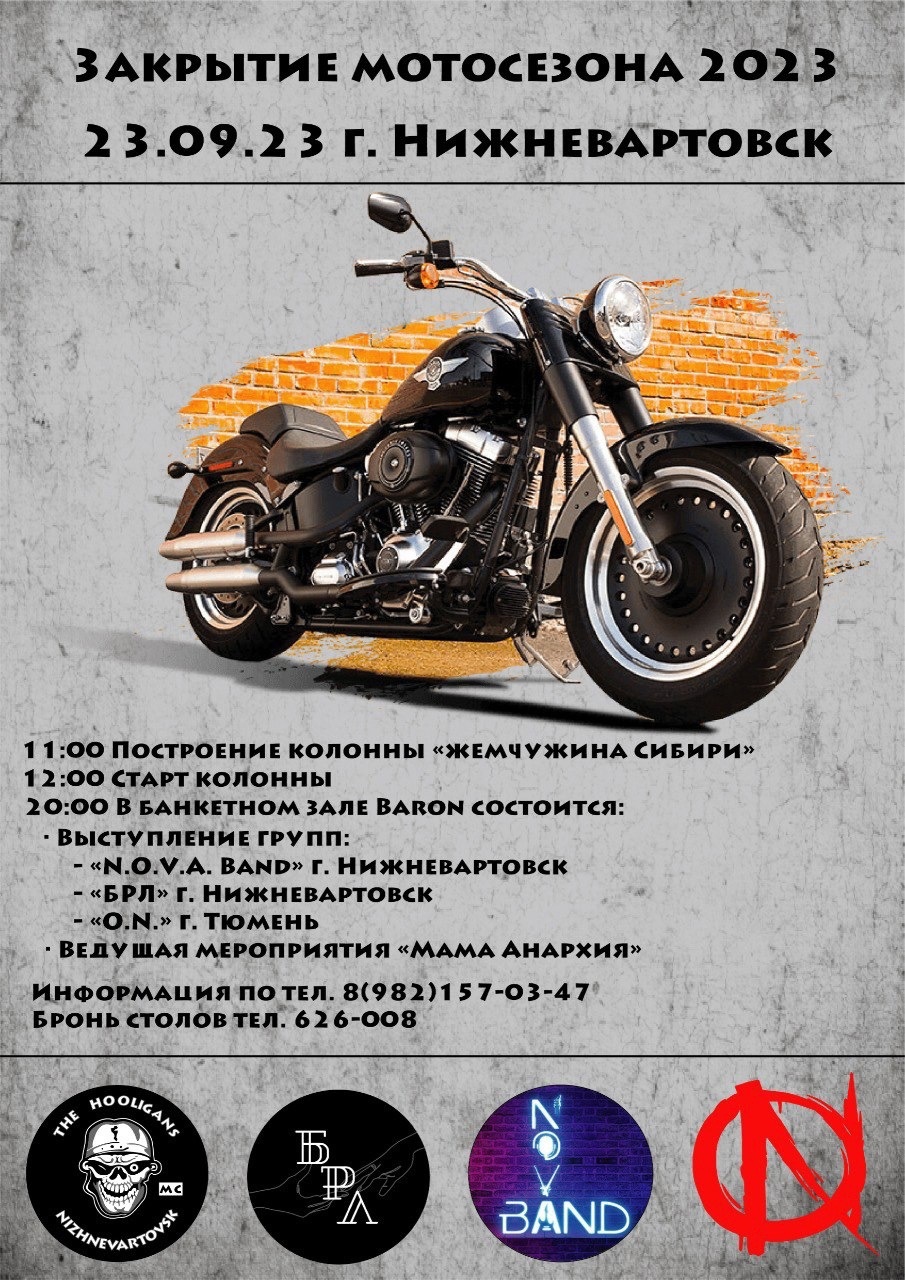 Закрытие мотосезона 2023
23.09.23 г. Нижневартовск
11:00 Построение колонны «жемчужина Сибири»
12:00 Старт колонны
20:00 В банкетном зале Baron состоится:
· Выступление групп:
- «N.O.V.A. Band» г. Нижневартовск
- «БРЛ» г. Нижневартовск
- «O.N.» г. Тюмень
· Ведущая мероприятия «Мама Анархия»
Информация по тел. 8(982)157-03-47
Бронь столов тел. 626-008
THE HOOLIGANS
MC
NIZHNEVARTOVSK
БРЛ
NOVA
BAND
ON